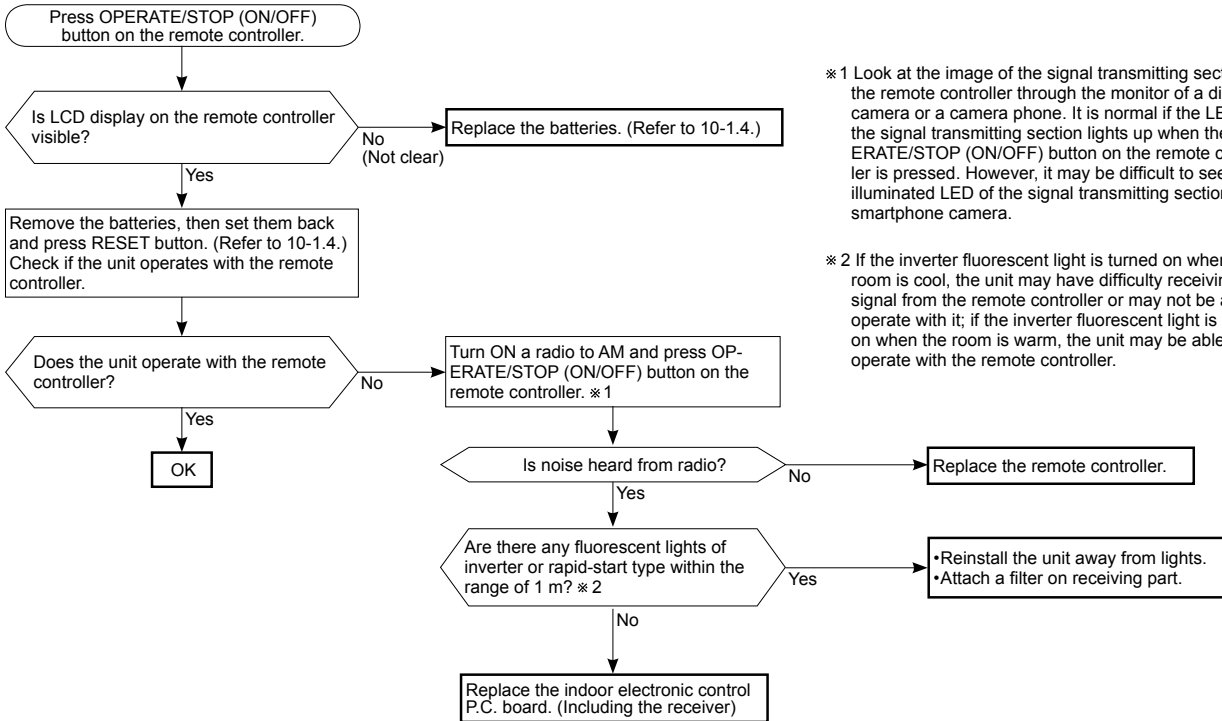 Press OPERATE/STOP (ON/OFF)
button on the remote controller.
Is LCD display on the remote controller
visible?
No
(Not clear)
Replace the batteries. (Refer to 10-1.4.)
Yes
Remove the batteries, then set them back
and press RESET button. (Refer to 10-1.4.)
Check if the unit operates with the remote
controller.
Does the unit operate with the remote
controller?
No
Yes
OK
Turn ON a radio to AM and press OP-
ERATE/STOP (ON/OFF) button on the
remote controller. ※1
Is noise heard from radio?
No
Replace the remote controller.
Yes
Are there any fluorescent lights of
inverter or rapid-start type within the
range of 1 m? ※2
Yes
•Reinstall the unit away from lights.
•Attach a filter on receiving part.
No
Replace the indoor electronic control
P.C. board. (Including the receiver)
※1 Look at the image of the signal transmitting
the remote controller through the monitor of a
camera or a camera phone. It is normal if the
the signal transmitting section lights up when
ERATE/STOP (ON/OFF) button on the remote
ler is pressed. However, it may be difficult to see
illuminated LED of the signal transmitting section
smartphone camera.
※2 If the inverter fluorescent light is turned on
room is cool, the unit may have difficulty
signal from the remote controller or may not be
operate with it; if the inverter fluorescent light is
on when the room is warm, the unit may be able
operate with the remote controller.